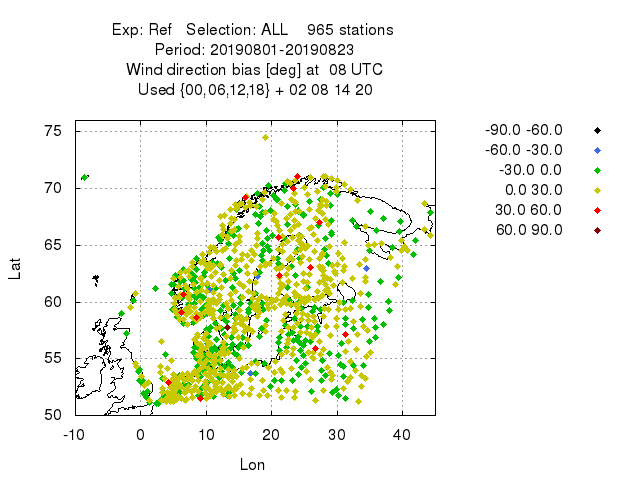 Exp: Ref   Selection: ALL    965 stations
Period: 20190801-20190823
Wind direction bias [deg] at  08 UTC
Used {00,06,12,18} + 02 08 14 20
-90.0 -60.0
-60.0 -30.0
-30.0 0.0
0.0 30.0
30.0 60.0
60.0 90.0
75
70
65
60
55
50
Lat
-10 0 10 20 30 40
Lon